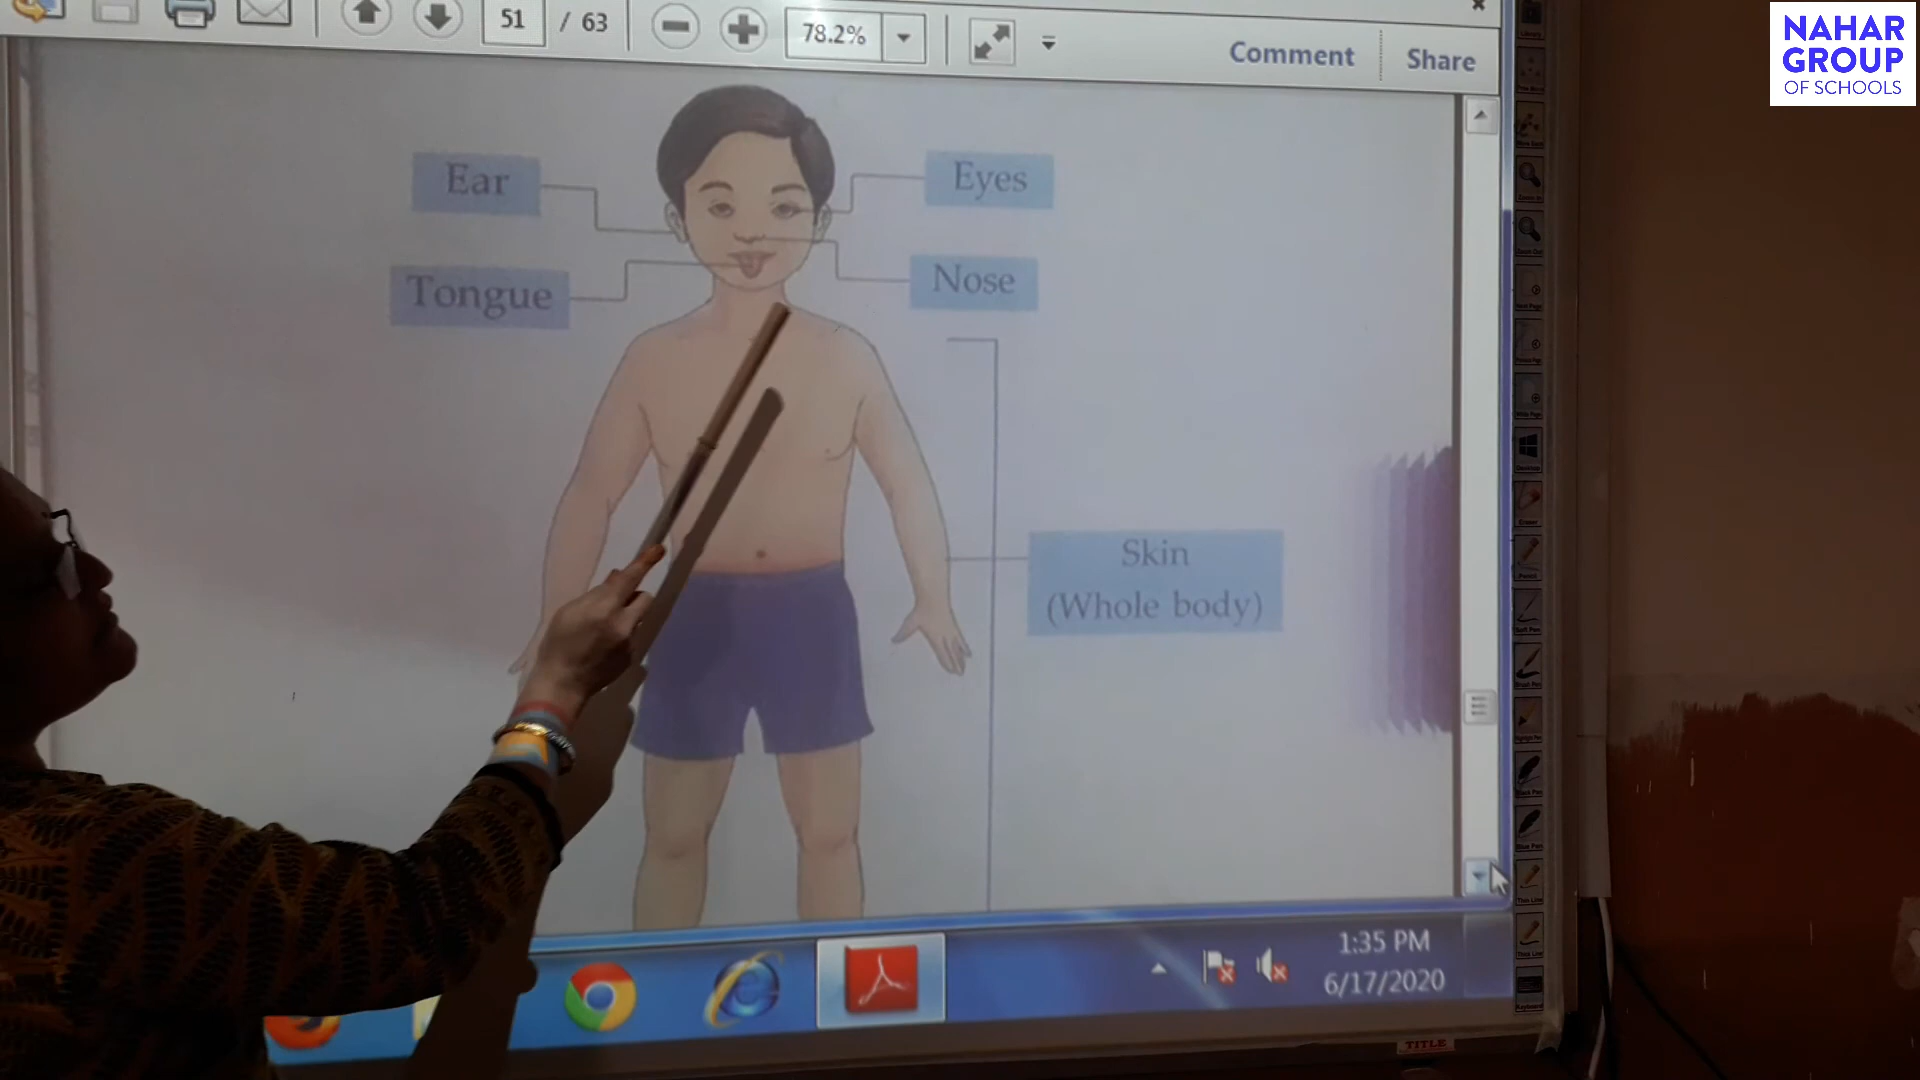 51 / 63
78.2%
Comment
Share
NAHAR
GROUP
OF SCHOOLS
Ear
Eyes
Tongue
Nose
Skin
(Whole body)
1:35 PM
6/17/2020
TITLE